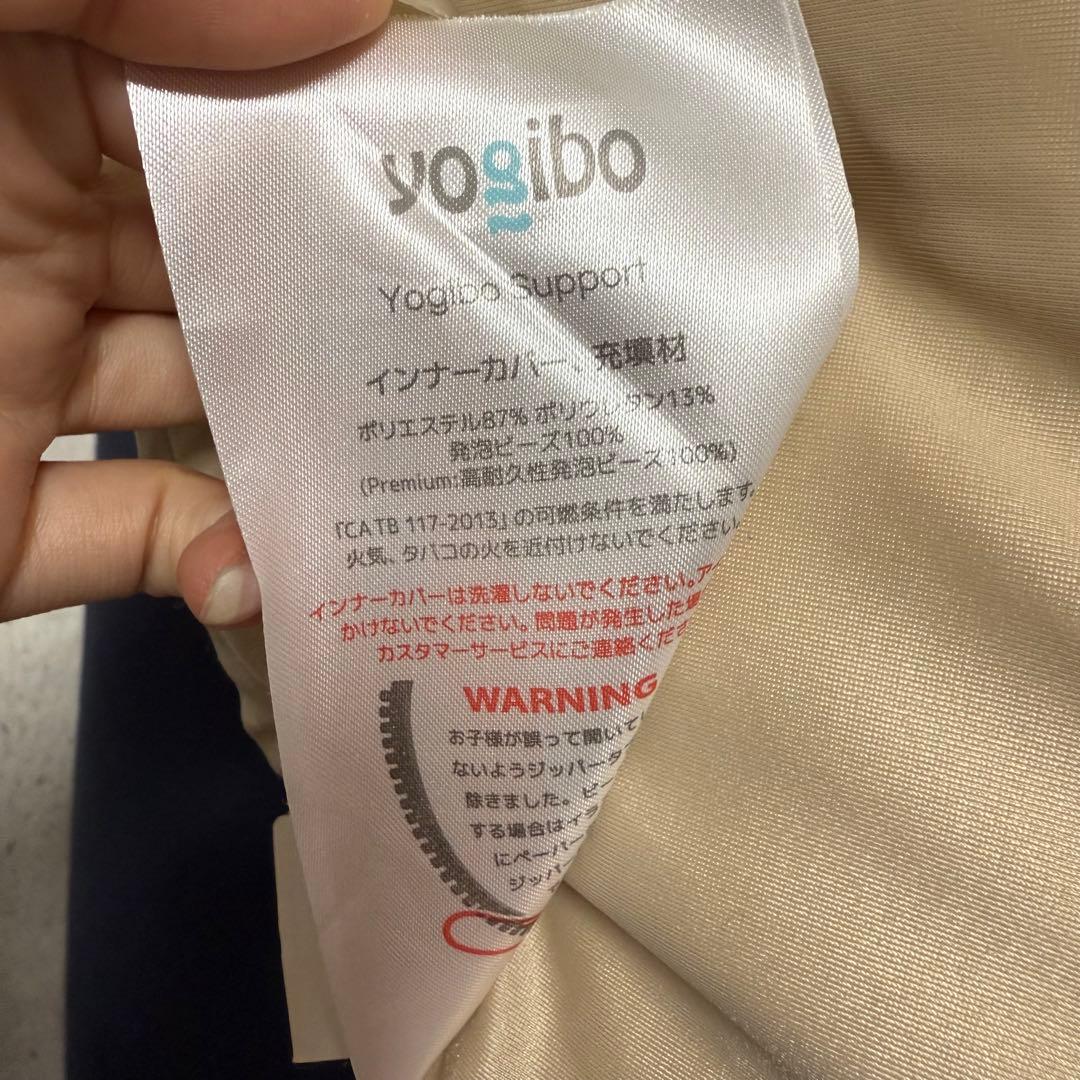 yogibo
Yogibo Support
インナーカバー、充填材
ポリエステル87% ポリウレタン13%
発泡ビーズ100%
(Premium:高耐久性発泡ビーズ100%)
「CA TB 117-2013」の可燃条件を満たします。
火気、タバコの火を近付けないでください。
インナーカバーは洗濯しないでください。ア
かけないでください。問題が発生した場
カスタマーサービスにご連絡くださ
WARNING
お子様が誤って開いて
ないようジッパータ
除きました。ビー
する場合はイラ
にペーパー
ジッパ